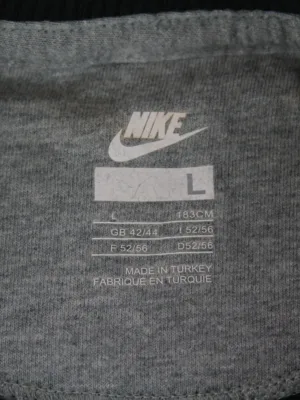 NIKE
L
L 183CM
GB 42/44 I 52/56
F 52/56 D52/56
MADE IN TURKEY
FABRIQUÉ EN TURQUIE